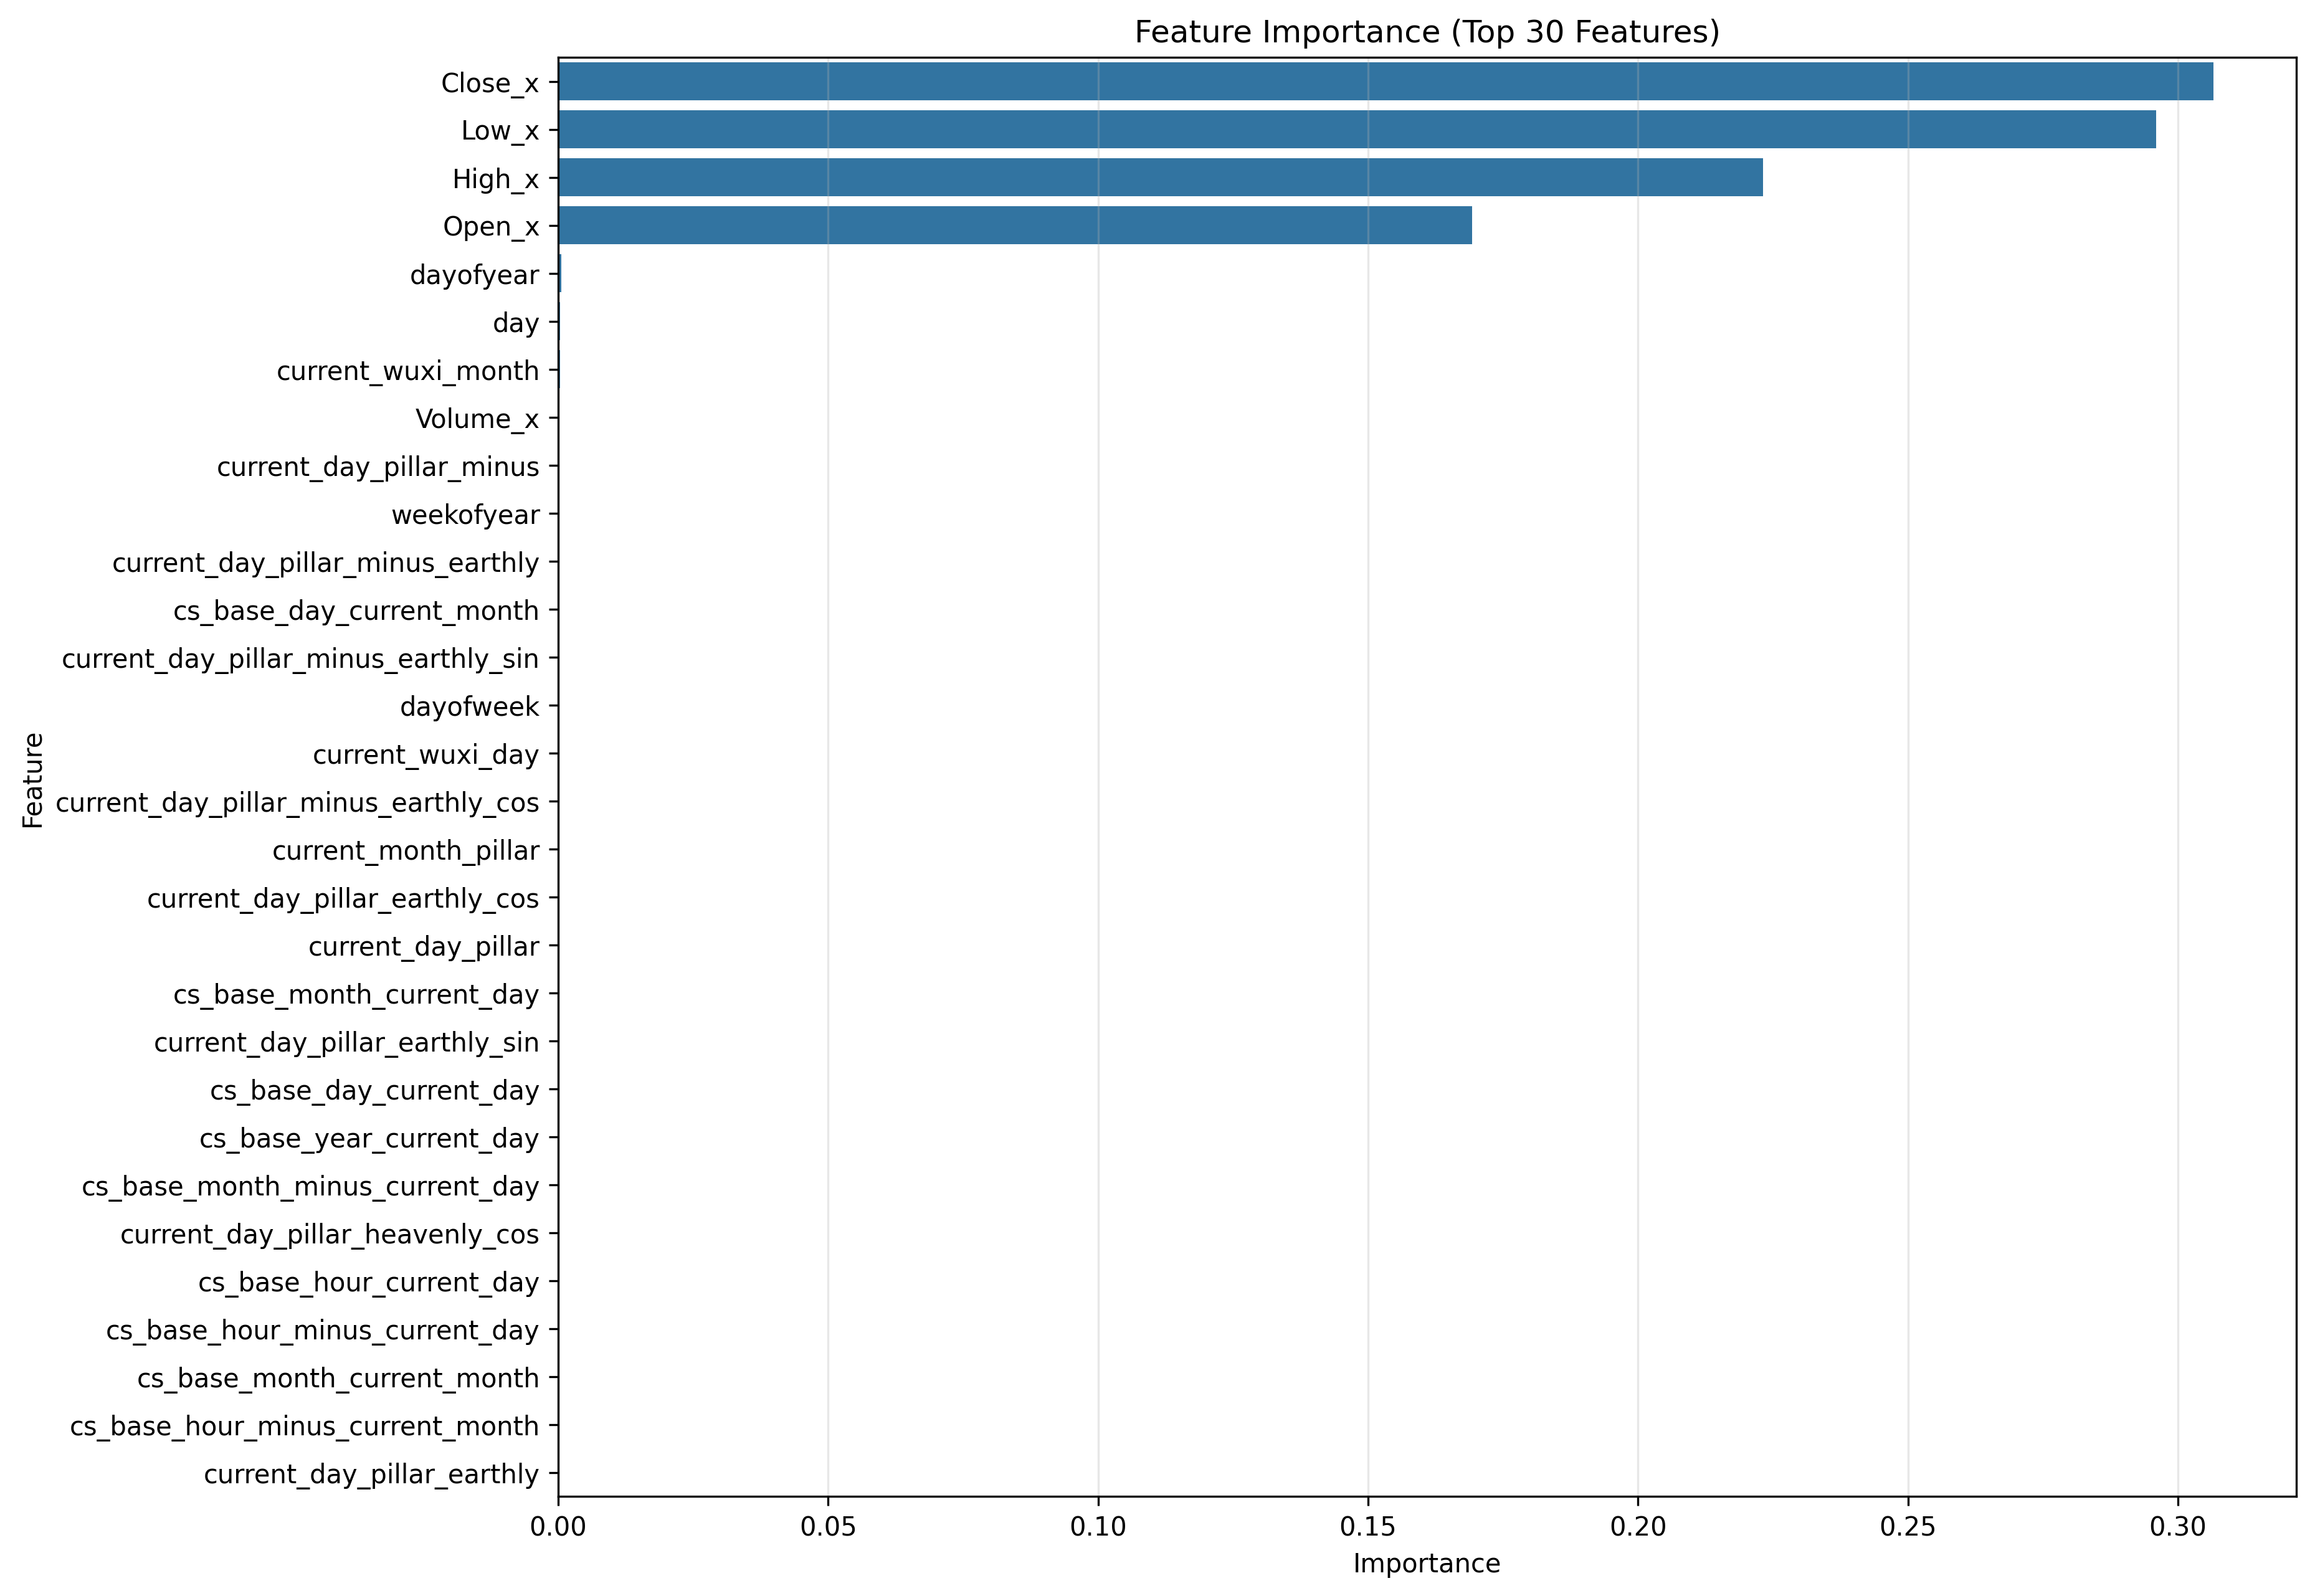 Feature Importance (Top 30 Features)
Close_x
Low_x
High_x
Open_x
dayofyear
day
current_wuxi_month
Volume_x
current_day_pillar_minus
weekofyear
current_day_pillar_minus_earthly
cs_base_day_current_month
current_day_pillar_minus_earthly_sin
dayofweek
current_wuxi_day
current_day_pillar_minus_earthly_cos
current_month_pillar
current_day_pillar_earthly_cos
current_day_pillar
cs_base_month_current_day
current_day_pillar_earthly_sin
cs_base_day_current_day
cs_base_year_current_day
cs_base_month_minus_current_day
current_day_pillar_heavenly_cos
cs_base_hour_current_day
cs_base_hour_minus_current_day
cs_base_month_current_month
cs_base_hour_minus_current_month
current_day_pillar_earthly
Feature
0.00 0.05 0.10 0.15 0.20 0.25 0.30
Importance